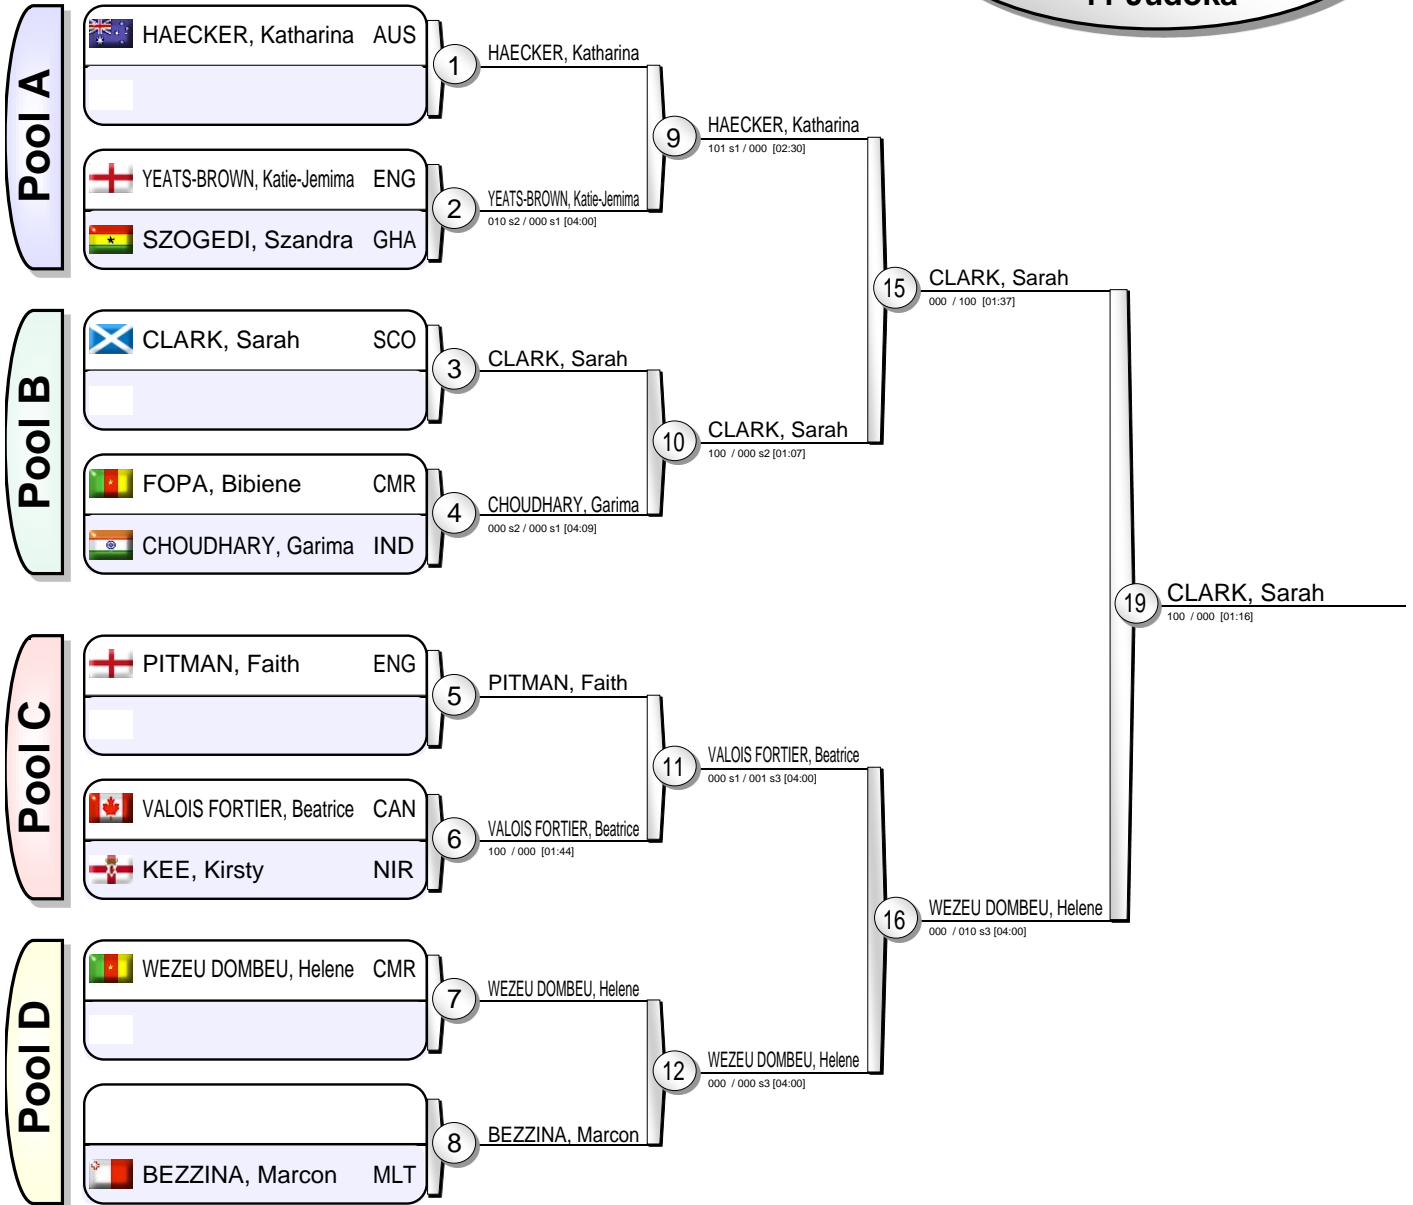 11 Judoka
Pool A
HAECKER, Katharina AUS
1
HAECKER, Katharina
YEATS-BROWN, Katie-Jemima ENG
SZOGEDI, Szandra GHA
2
YEATS-BROWN, Katie-Jemima
010 s2 / 000 s1 [04:00]
9
HAECKER, Katharina
101 s1 / 000 [02:30]
Pool B
CLARK, Sarah SCO
3
CLARK, Sarah
FOPA, Bibiene CMR
CHOUDHARY, Garima IND
4
CHOUDHARY, Garima
000 s2 / 000 s1 [04:09]
10
CLARK, Sarah
100 / 000 s2 [01:07]
15
CLARK, Sarah
000 / 100 [01:37]
Pool C
PITMAN, Faith ENG
5
PITMAN, Faith
VALOIS FORTIER, Beatrice CAN
KEE, Kirsty NIR
6
VALOIS FORTIER, Beatrice
100 / 000 [01:44]
11
VALOIS FORTIER, Beatrice
000 s1 / 001 s3 [04:00]
Pool D
WEZEU DOMBEU, Helene CMR
7
WEZEU DOMBEU, Helene
BEZZINA, Marcon MLT
8
BEZZINA, Marcon
12
WEZEU DOMBEU, Helene
000 / 000 s3 [04:00]
16
WEZEU DOMBEU, Helene
000 / 010 s3 [04:00]
19
CLARK, Sarah
100 / 000 [01:16]